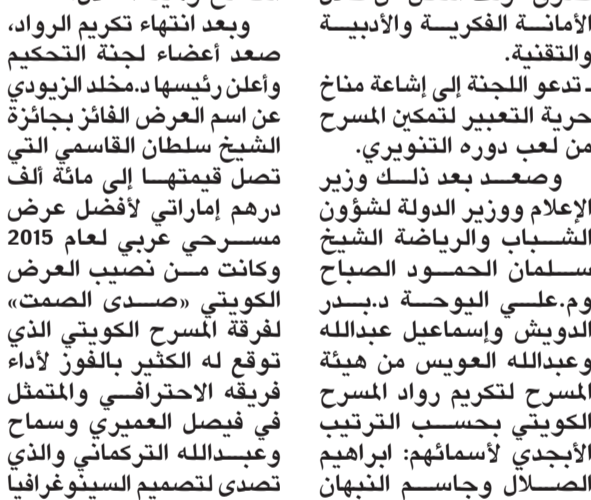 الأمانة الفكرية والأدبية
والتقنية.
ـ تدعو اللجنة إلى إشاعة مناخ
حرية التعبير لتمكين المسرح
من لعب دوره التنويري.
وصعد بعد ذلك وزير
الإعلام ووزير الدولة لشؤون
الشباب والرياضة الشيخ
سلمان الحمود الصباح
وم.علي اليوحة د.بدر
الدويش وإسماعيل عبدالله
وعبدالله العويس من هيئة
المسرح لتكريم رواد المسرح
الكويتي بحسب الترتيب
الأبجدي لأسمائهم: ابراهيم
الصلال وجاسم النبهان
وبعد انتهاء تكريم الرواد،
صعد أعضاء لجنة التحكيم
وأعلن رئيسها د.مخلد الزيودي
عن اسم العرض الفائز بجائزة
الشيخ سلطان القاسمي التي
تصل قيمتها إلى مائة ألف
درهم إماراتي لأفضل عرض
مسرحي عربي لعام 2015
وكانت من نصيب العرض
الكويتي «صدى الصمت»
لفرقة المسرح الكويتي الذي
توقع له الكثير بالفوز لأداء
فريقه الاحترافي والمتمثل
في فيصل العميري وسماح
وعبدالله التركماني والذي
تصدى لتصميم السينوغرافيا